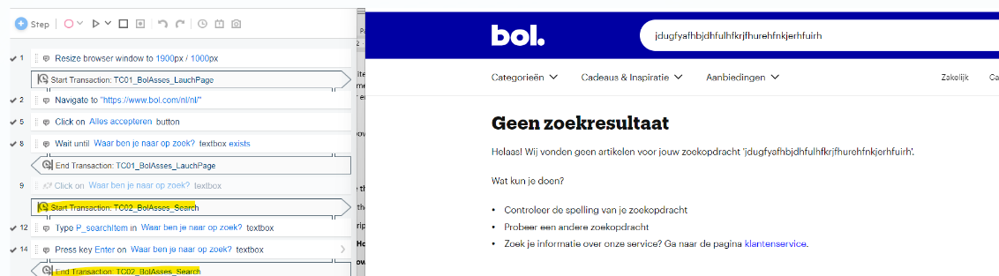 Step
1 Resize browser window to 1900px / 1000px
Start Transaction: TC01_BolAsses_LauchPage
2 Navigate to "https://www.bol.com/nl/nl/"
5 Click on Alles accepteren button
8 Wait until Waar ben je naar op zoek? textbox exists
End Transaction: TC01_BolAsses_LauchPage
9 Click on Waar ben je naar op zoek? textbox
Start Transaction: TC02_BolAsses_Search
12 Type P_searchItem in Waar ben je naar op zoek? textbox
14 Press key Enter on Waar ben je naar op zoek? textbox
End Transaction: TC02_BolAsses_Search
bol.
jdugfyafhbjdhfulhfkrjfhurehfnkjerhfuirh
Categorieën
Cadeaus & Inspiratie
Aanbiedingen
Zakelijk
Geen zoekresultaat
Helaas! Wij vonden geen artikelen voor jouw zoekopdracht 'jdugfyafhbjdhfulhfkrjfhurehfnkjerhfuirh'.
Wat kun je doen?
• Controleer de spelling van je zoekopdracht
• Probeer een andere zoekopdracht
• Zoek je informatie over onze service? Ga naar de pagina klantenservice.